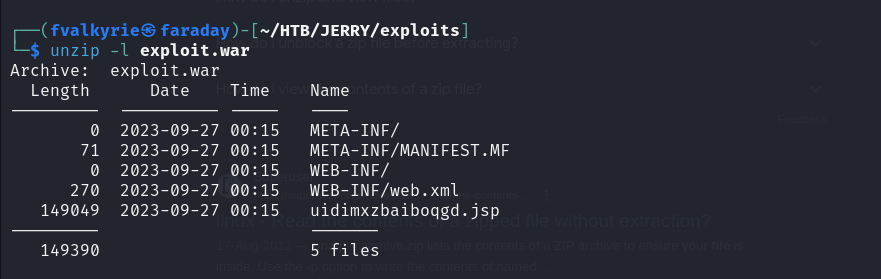 ┌──(fvalkyrie㉿faraday)-[~/HTB/JERRY/exploits]
└─$ unzip -l exploit.war
Archive:  exploit.war
  Length      Date    Time    Name
---------  ---------- -----   ----
        0  2023-09-27 00:15   META-INF/
       71  2023-09-27 00:15   META-INF/MANIFEST.MF
        0  2023-09-27 00:15   WEB-INF/
      270  2023-09-27 00:15   WEB-INF/web.xml
   149049  2023-09-27 00:15   uidimxzbaiboqgd.jsp
---------                     -------
   149390                     5 files